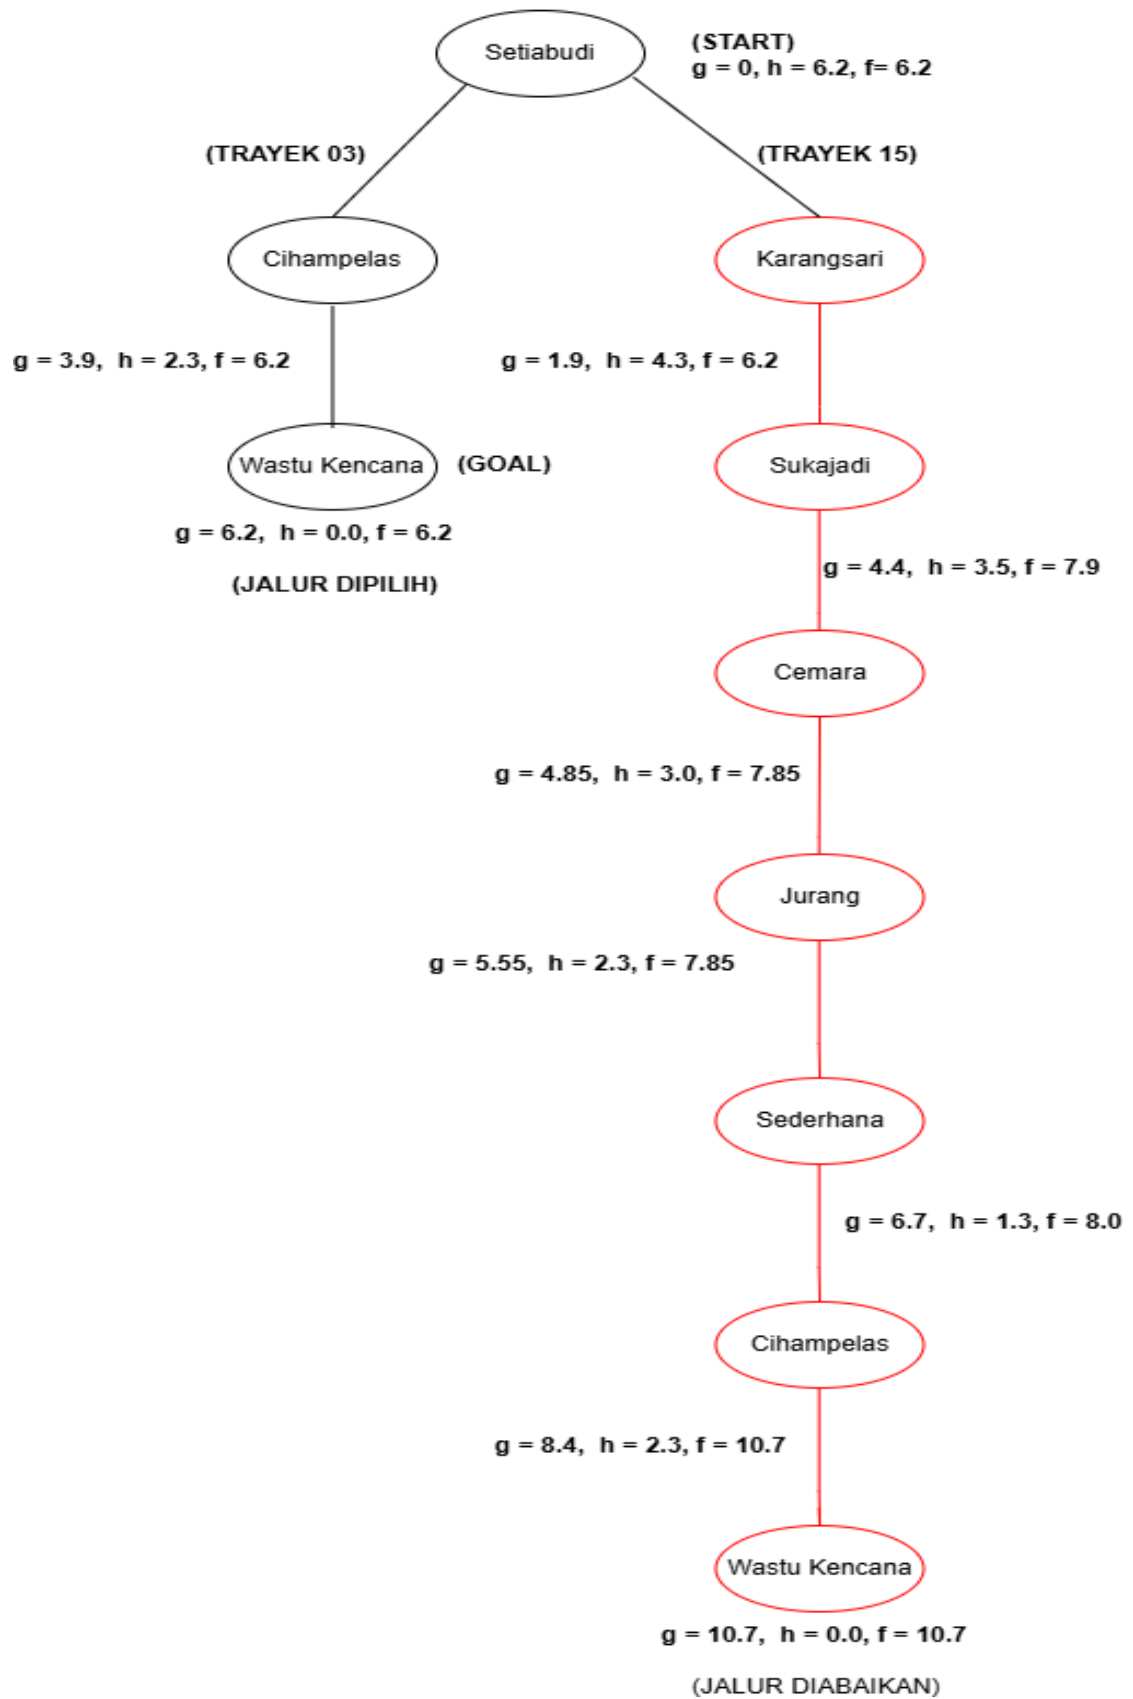 Setiabudi
(START)
g = 0, h = 6.2, f= 6.2
(TRAYEK 03)
(TRAYEK 15)
Cihampelas
Karangsari
g = 3.9, h = 2.3, f = 6.2
g = 1.9, h = 4.3, f = 6.2
Wastu Kencana
(GOAL)
Sukajadi
g = 6.2, h = 0.0, f = 6.2
(JALUR DIPILIH)
g = 4.4, h = 3.5, f = 7.9
Cemara
g = 4.85, h = 3.0, f = 7.85
Jurang
g = 5.55, h = 2.3, f = 7.85
Sederhana
g = 6.7, h = 1.3, f = 8.0
Cihampelas
g = 8.4, h = 2.3, f = 10.7
Wastu Kencana
g = 10.7, h = 0.0, f = 10.7
(JALUR DIABAIKAN)